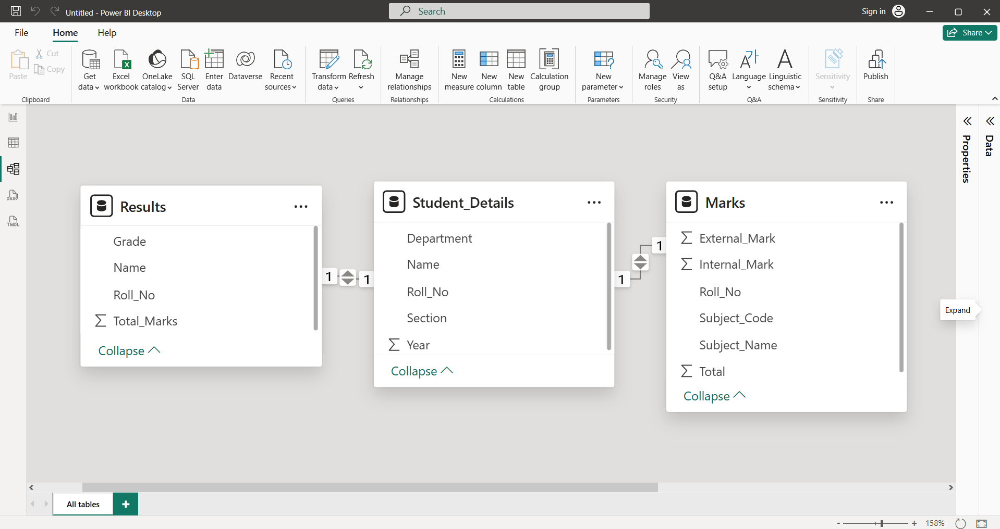 Untitled - Power BI Desktop
Search
Sign in
File
Home
Help
Share
Paste
Cut
Copy
Clipboard
Get data
Excel workbook
OneLake catalog
SQL Server
Enter data
Dataverse
Recent sources
Data
Transform data
Refresh
Queries
Manage relationships
Relationships
New measure
New column
New table
Calculation group
Calculations
New parameter
Parameters
Manage roles
View as
Security
Q&A setup
Language
Linguistic schema
Q&A
Sensitivity
Sensitivity
Publish
Share
DAX
TMDL
Results
Grade
Name
Roll_No
Σ Total_Marks
Collapse
1
1
Student_Details
Department
Name
Roll_No
Section
Σ Year
Collapse
1
1
Marks
Σ External_Mark
Σ Internal_Mark
Roll_No
Subject_Code
Subject_Name
Σ Total
Collapse
Properties
Data
Expand
All tables
+
- + 158%